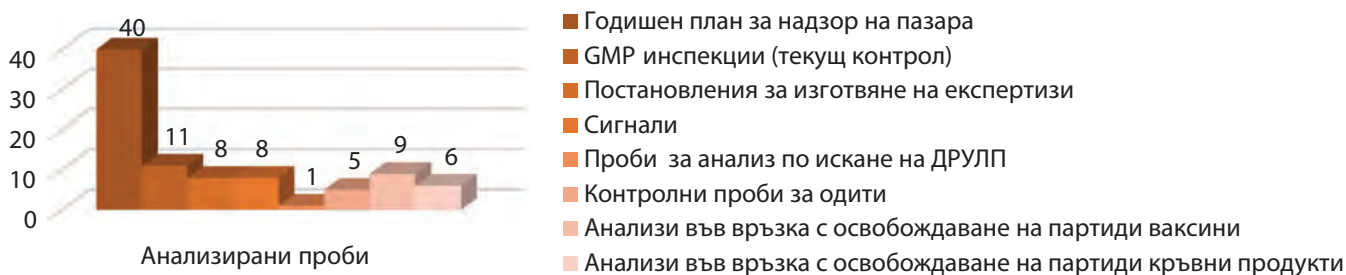 40
40
30
20
10
0
11
8
8
1
5
9
6
Анализирани проби
Годишен план за надзор на пазара
GMP инспекции (текущ контрол)
Постановления за изготвяне на експертизи
Сигнали
Проби за анализ по искане на ДРУЛП
Контролни проби за одити
Анализи във връзка с освобождаване на партиди ваксини
Анализи във връзка с освобождаване на партиди кръвни продукти